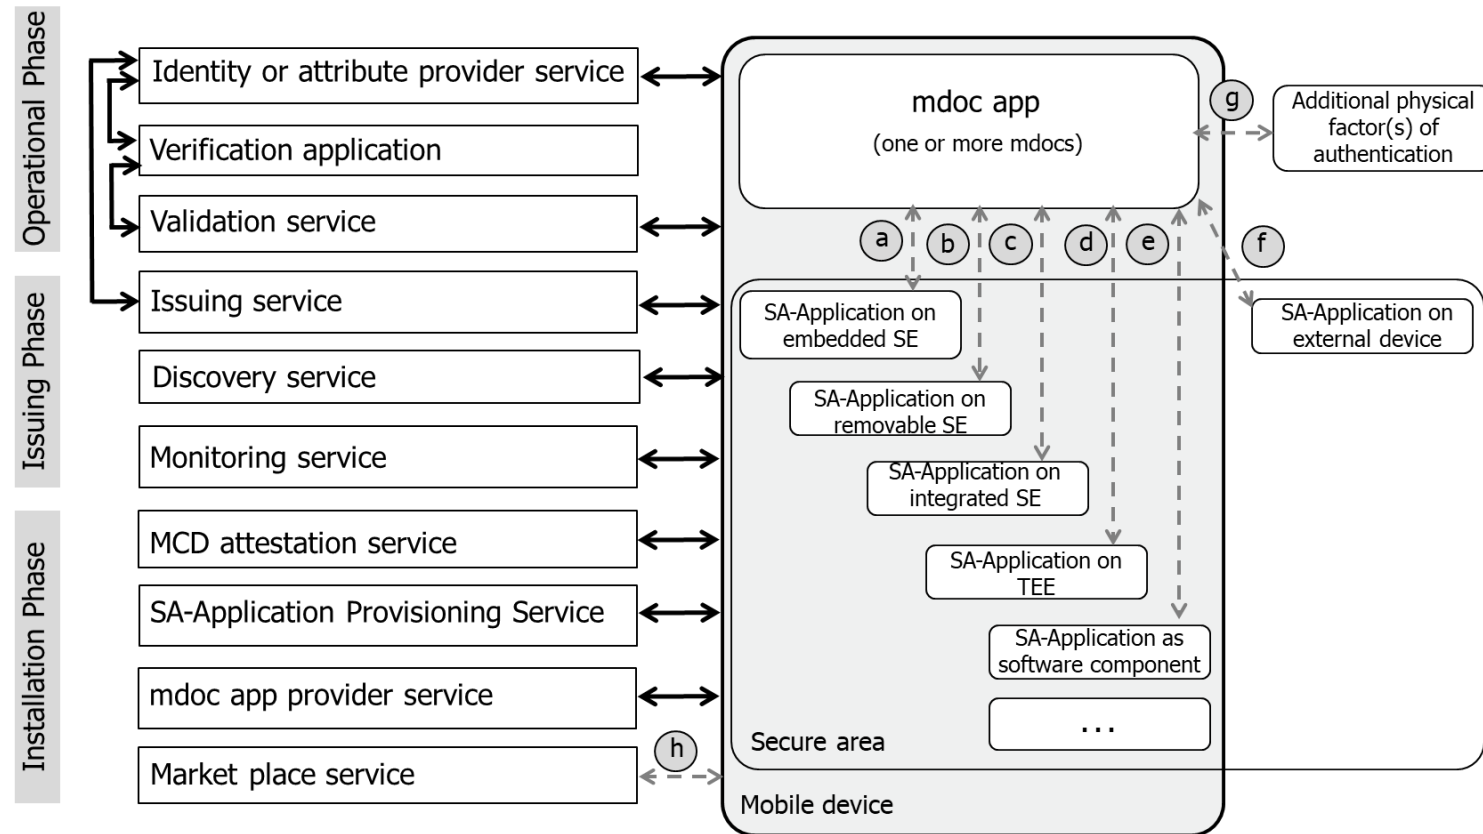 Operational Phase
Identity or attribute provider service
Verification application
Validation service
Issuing Phase
Issuing service
Discovery service
Monitoring service
Installation Phase
MCD attestation service
SA-Application Provisioning Service
mdoc app provider service
Market place service
h
mdoc app
(one or more mdocs)
g
Additional physical
factor(s) of
authentication
a
b
c
d
e
f
SA-Application on
embedded SE
SA-Application on
external device
SA-Application on
removable SE
SA-Application on
integrated SE
SA-Application on
TEE
SA-Application as
software component
...
Secure area
Mobile device